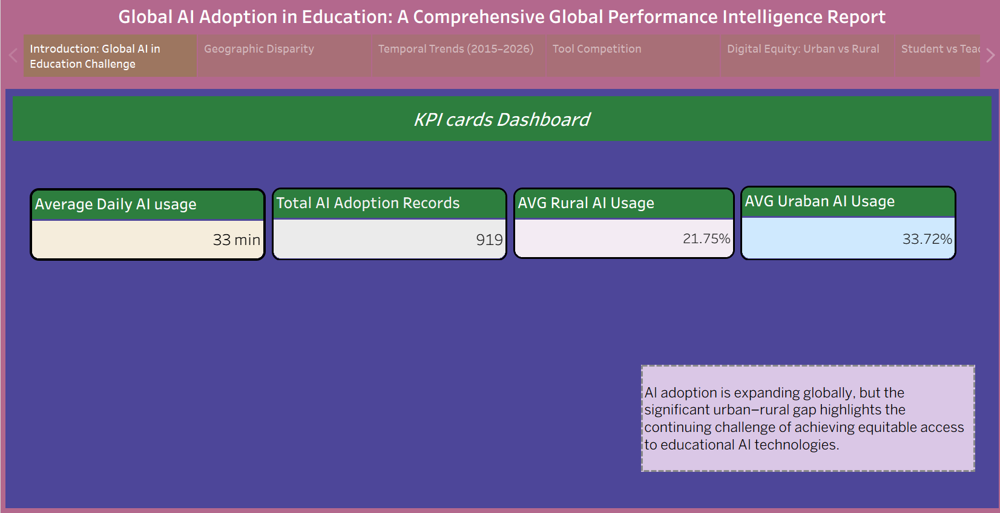 Global AI Adoption in Education: A Comprehensive Global Performance Intelligence Report
Introduction: Global AI in
Education Challenge
Geographic Disparity
Temporal Trends (2015–2026)
Tool Competition
Digital Equity: Urban vs Rural
Student vs Teac
KPI cards Dashboard
Average Daily AI usage
33 min
Total AI Adoption Records
919
AVG Rural AI Usage
21.75%
AVG Uraban AI Usage
33.72%
AI adoption is expanding globally, but the
significant urban–rural gap highlights the
continuing challenge of achieving equitable access
to educational AI technologies.